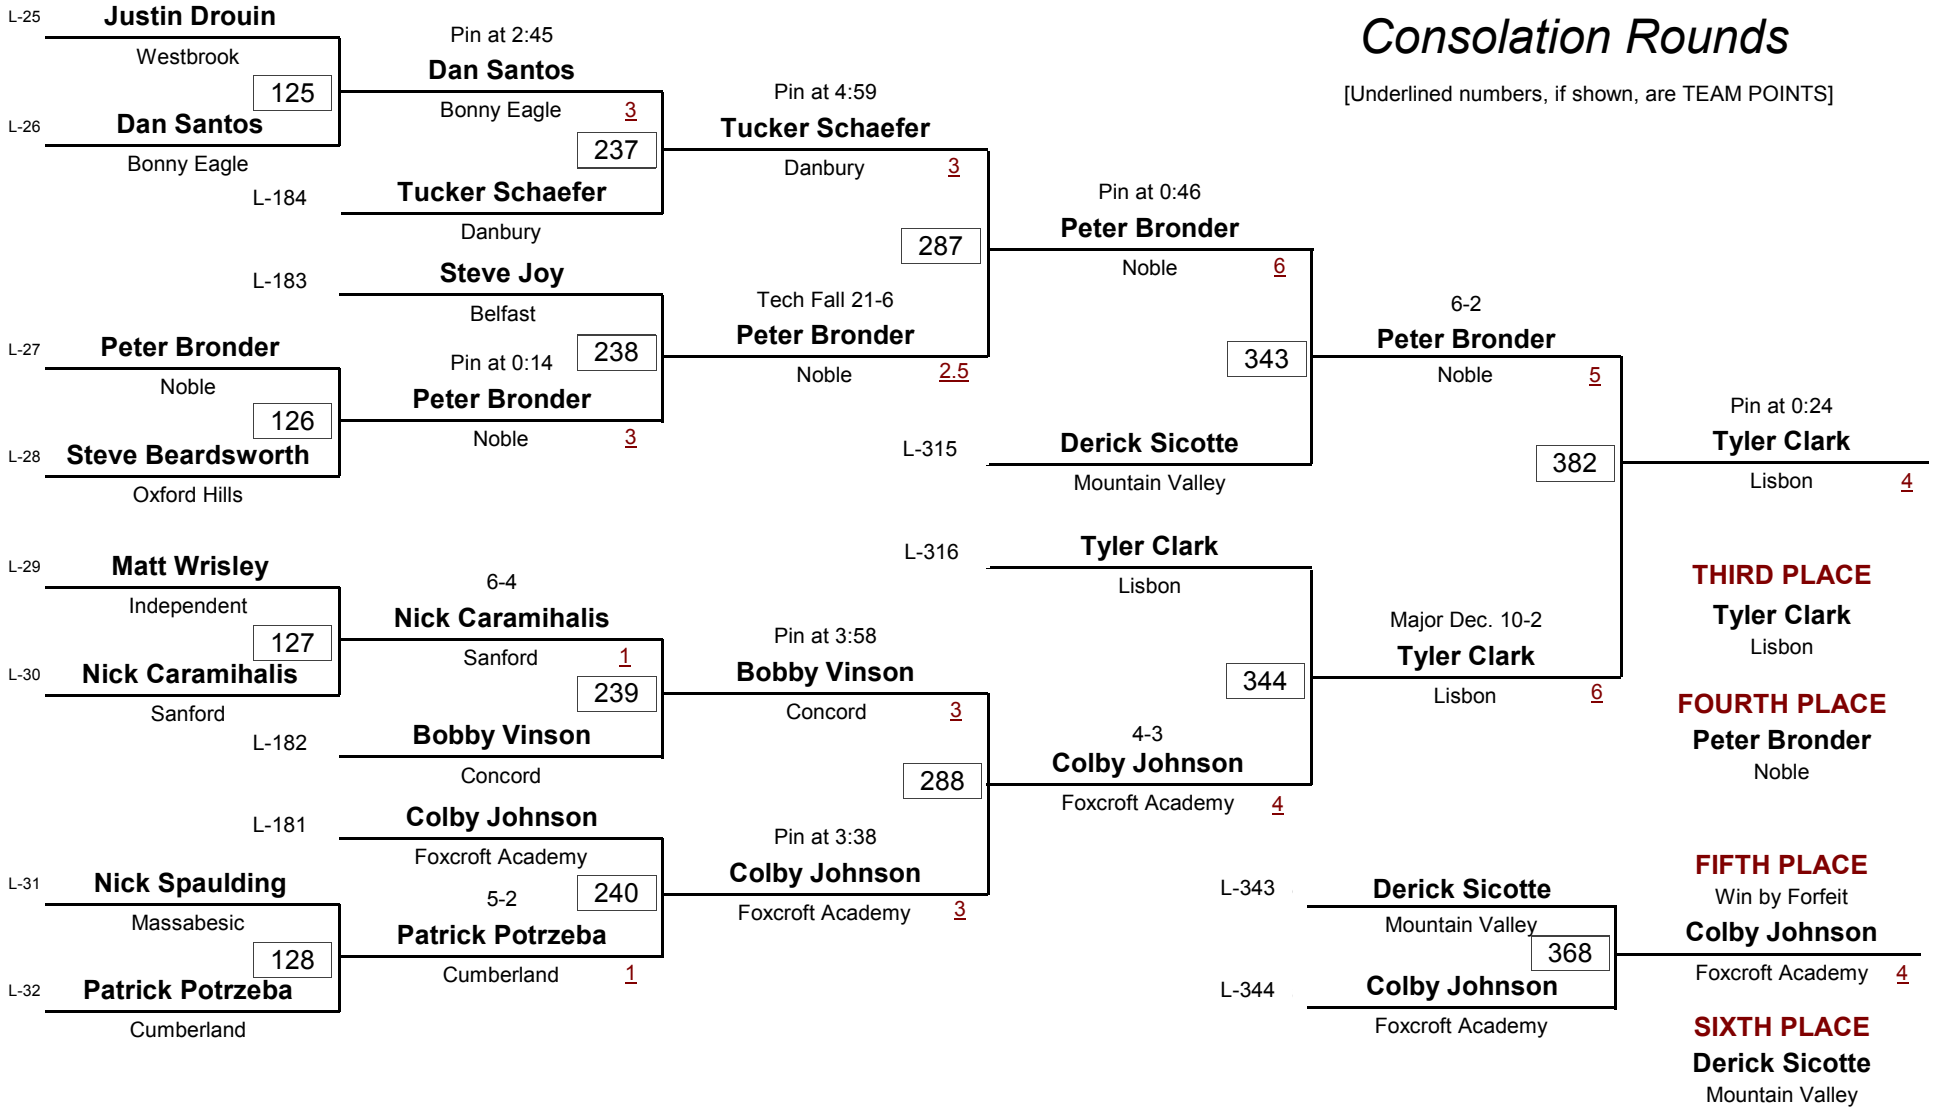 Consolation Rounds
[Underlined numbers, if shown, are TEAM POINTS]
L-25
Justin Drouin
Westbrook
125
L-26
Dan Santos
Bonny Eagle
L-27
Peter Bronder
Noble
126
L-28
Steve Beardsworth
Oxford Hills
L-29
Matt Wrisley
Independent
127
L-30
Nick Caramihalis
Sanford
L-31
Nick Spaulding
Massabesic
128
L-32
Patrick Potrzeba
Cumberland
Pin at 2:45
Dan Santos
Bonny Eagle 3
237
L-184
Tucker Schaefer
Danbury
L-183
Steve Joy
Belfast
238
Pin at 0:14
Peter Bronder
Noble 3
6-4
Nick Caramihalis
Sanford 1
239
L-182
Bobby Vinson
Concord
L-181
Colby Johnson
Foxcroft Academy
240
5-2
Patrick Potrzeba
Cumberland 1
Pin at 4:59
Tucker Schaefer
Danbury 3
287
Tech Fall 21-6
Peter Bronder
Noble 2.5
Pin at 3:58
Bobby Vinson
Concord 3
288
Pin at 3:38
Colby Johnson
Foxcroft Academy 3
Pin at 0:46
Peter Bronder
Noble 6
343
L-315
Derick Sicotte
Mountain Valley
L-316
Tyler Clark
Lisbon
344
4-3
Colby Johnson
Foxcroft Academy 4
6-2
Peter Bronder
Noble 5
382
Major Dec. 10-2
Tyler Clark
Lisbon 6
Pin at 0:24
Tyler Clark
Lisbon 4
THIRD PLACE
Tyler Clark
Lisbon
FOURTH PLACE
Peter Bronder
Noble
L-343
Derick Sicotte
Mountain Valley
368
L-344
Colby Johnson
Foxcroft Academy
FIFTH PLACE
Win by Forfeit
Colby Johnson
Foxcroft Academy 4
SIXTH PLACE
Derick Sicotte
Mountain Valley